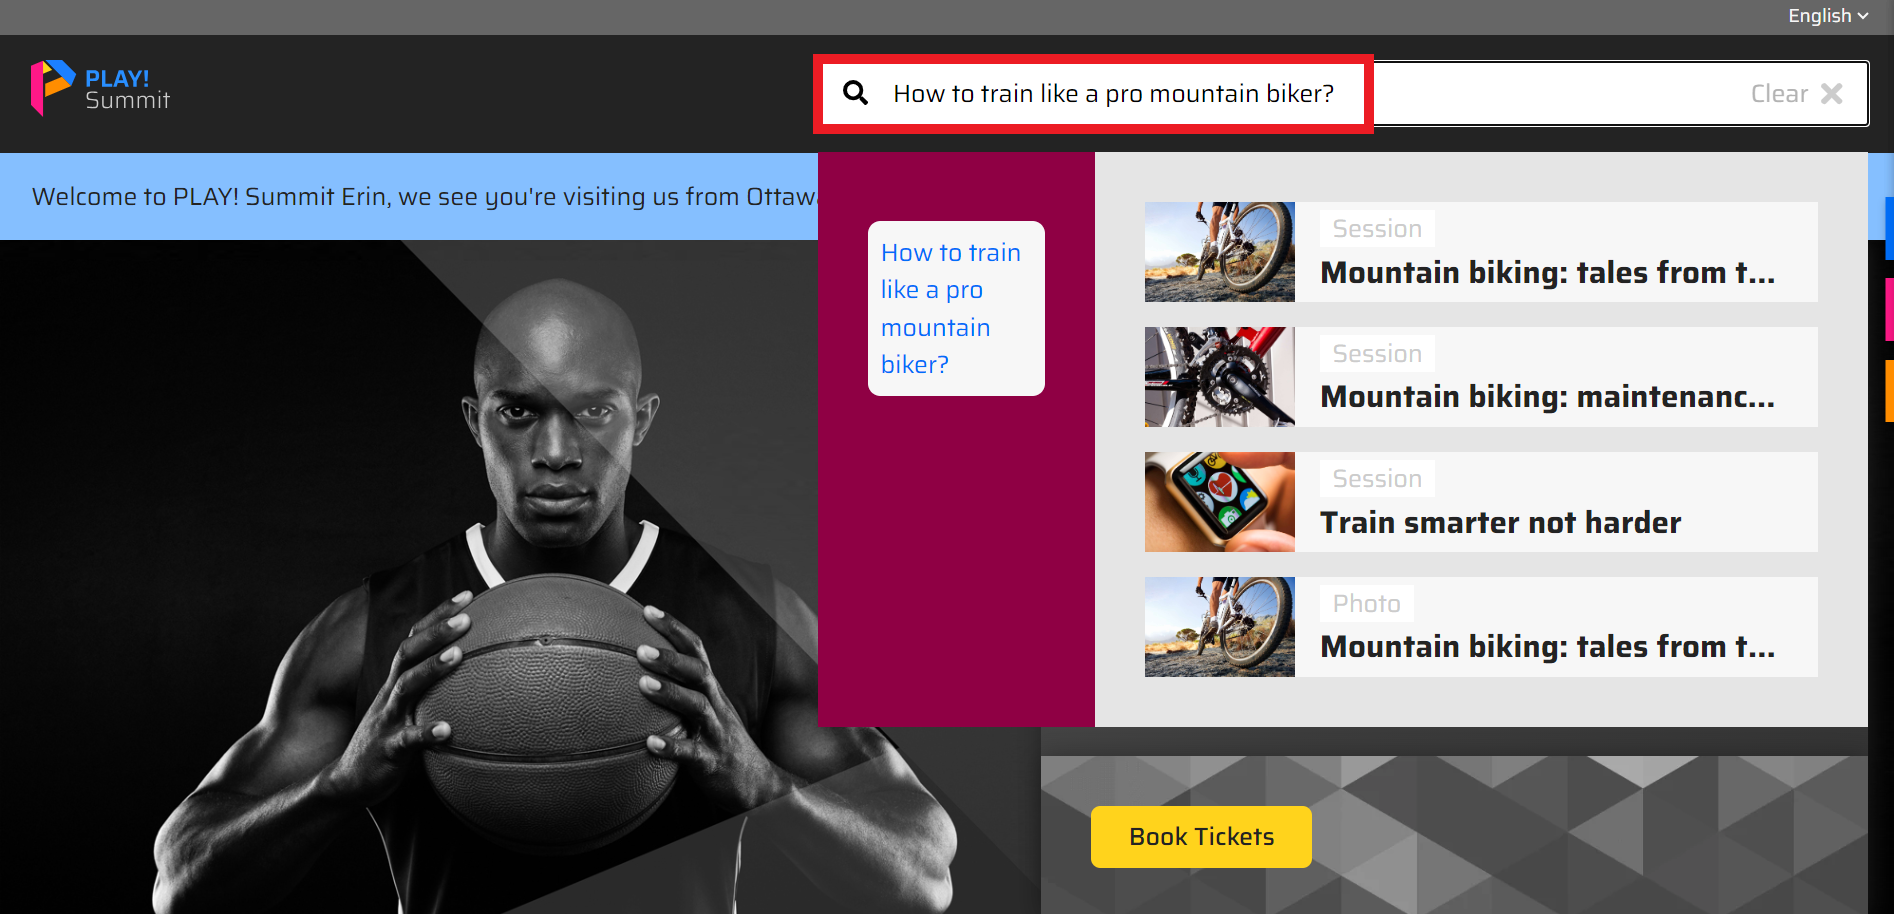 English
PLAY!
Summit
How to train like a pro mountain biker?
Clear
Welcome to PLAY! Summit Erin, we see you're visiting us from
How to train
like a pro
mountain
biker?
Session
Mountain biking: tales from t...
Session
Mountain biking: maintenanc...
Session
Train smarter not harder
Photo
Mountain biking: tales from t...
Book Tickets